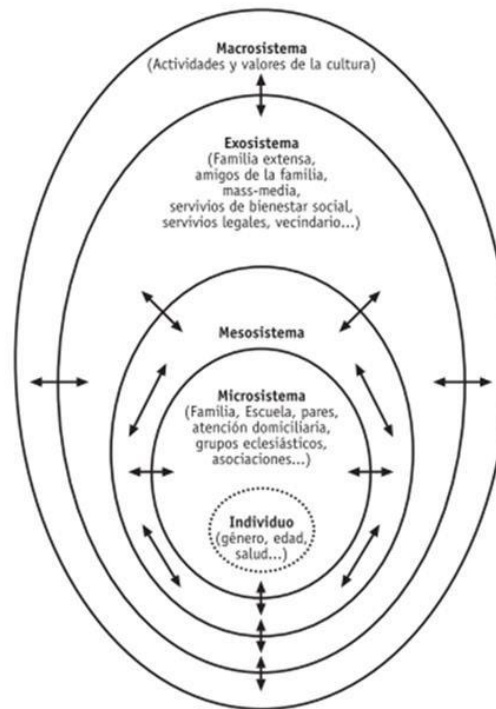 Macrosistema
(Actividades y valores de la cultura)
Exosistema
(Familia extensa,
amigos de la familia,
mass-media,
servivios de bienestar social,
servivios legales, vecindario...)
Mesosistema
Microsistema
(Familia, Escuela, pares,
atención domiciliaria,
grupos eclesiásticos,
asociaciones...)
Individuo
(género, edad,
salud...)